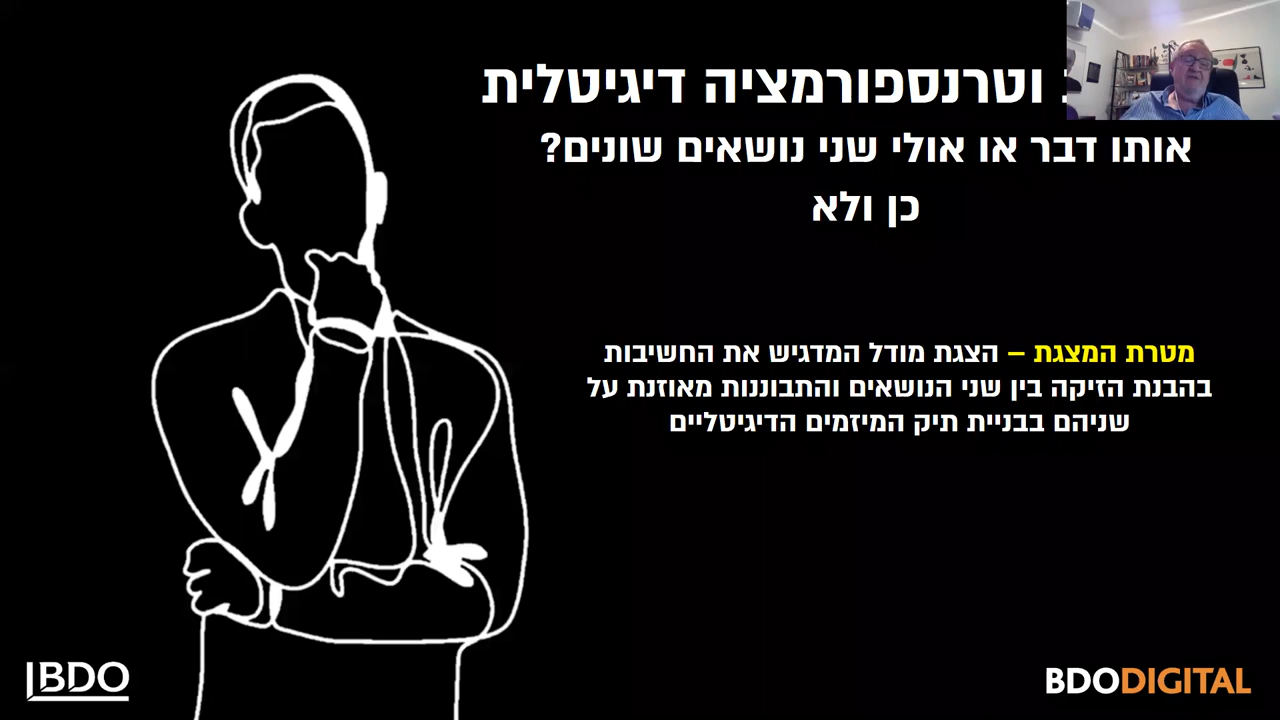 וטרנספורמציה דיגיטלית
אותו דבר או אולי שני נושאים שונים?
כן ולא
מטרת המצגת – הצגת מודל המדגיש את החשיבות
בהבנת הזיקה בין שני הנושאים והתבוננות מאוזנת על
שניהם בבניית תיק המיזמים הדיגיטליים
BDO
BDODIGITAL